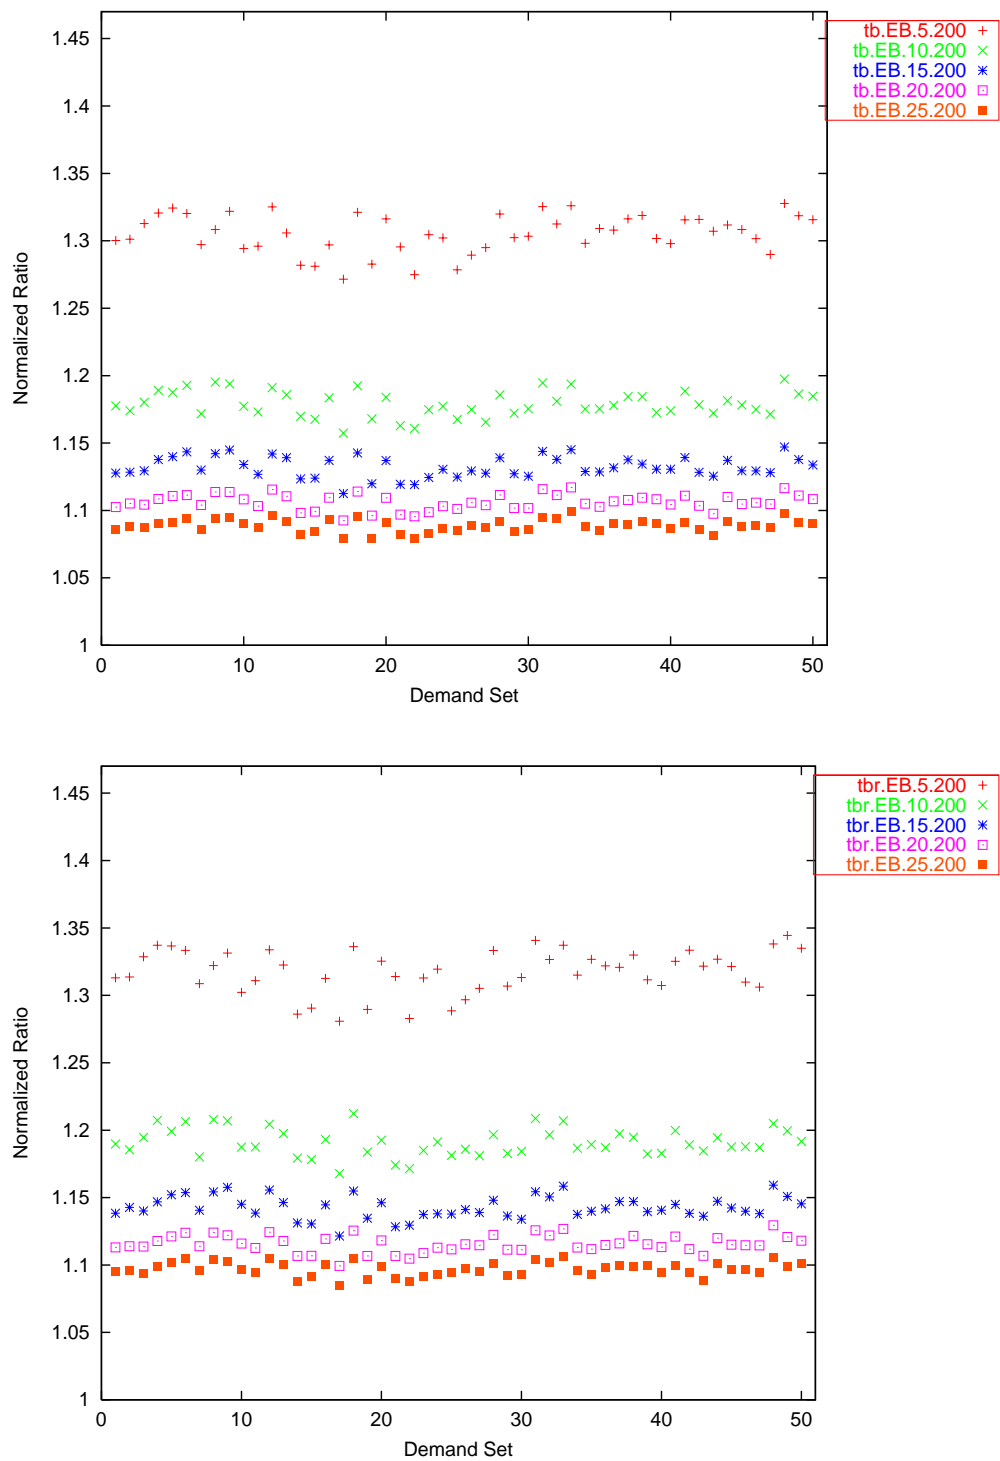 1.45
1.4
1.35
1.3
1.25
1.2
1.15
1.1
1.05
1
0 10 20 30 40 50
Normalized Ratio
Demand Set
tb.EB.5.200
tb.EB.10.200
tb.EB.15.200
tb.EB.20.200
tb.EB.25.200
1.45
1.4
1.35
1.3
1.25
1.2
1.15
1.1
1.05
1
0 10 20 30 40 50
Normalized Ratio
Demand Set
tbr.EB.5.200
tbr.EB.10.200
tbr.EB.15.200
tbr.EB.20.200
tbr.EB.25.200